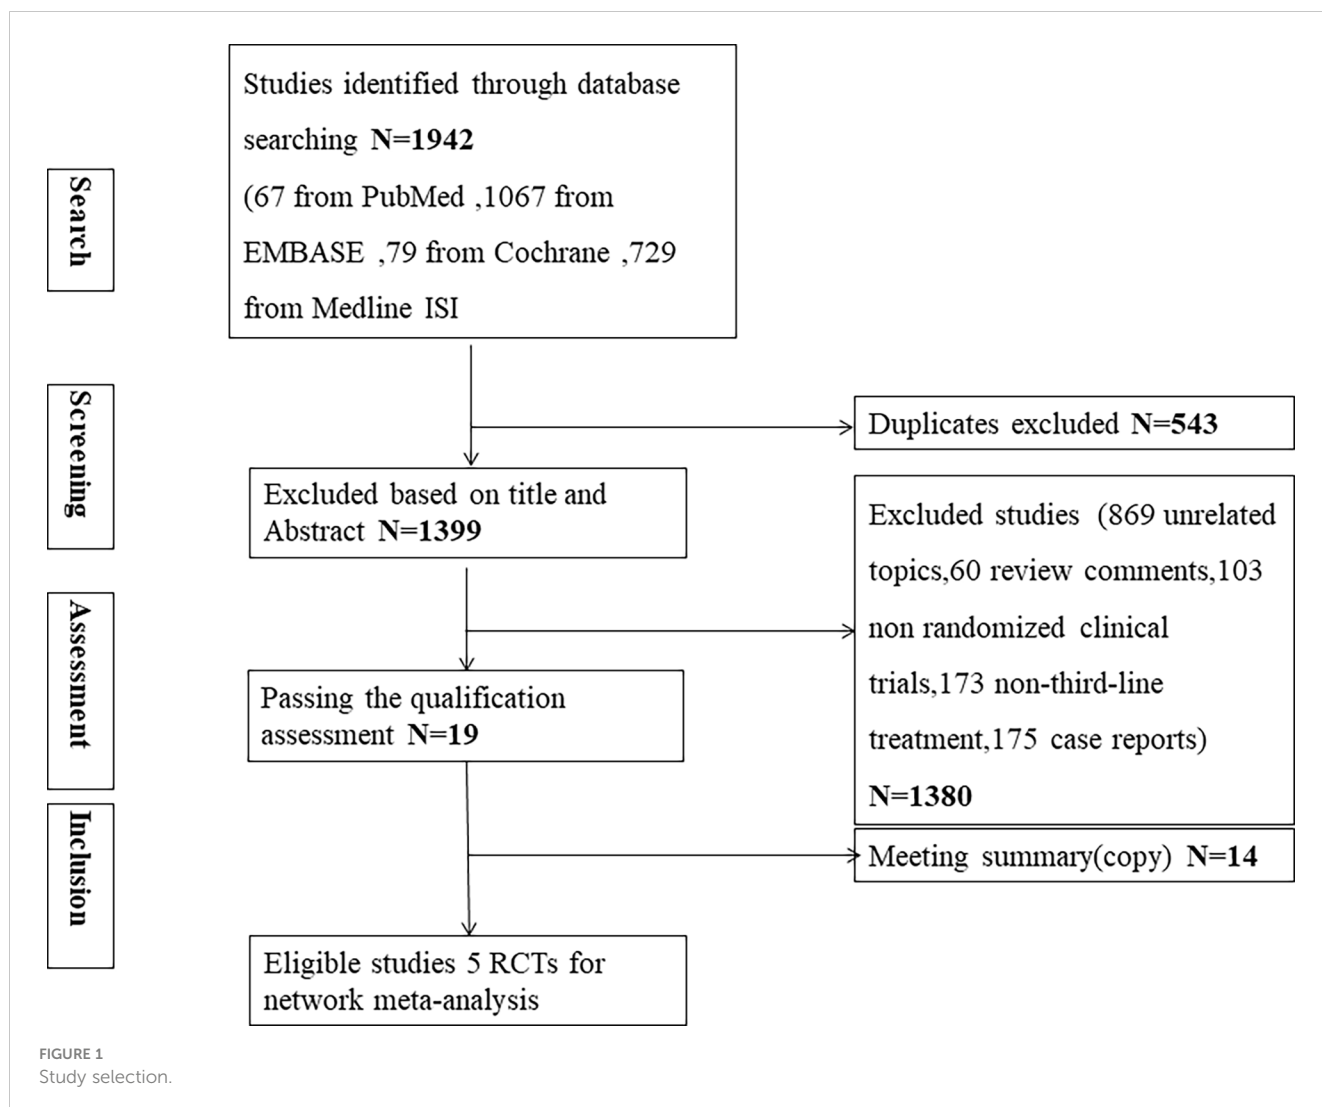 Studies identified through database
searching N=1942
(67 from PubMed ,1067 from
EMBASE ,79 from Cochrane ,729
from Medline ISI
Search
Screening
Duplicates excluded N=543
Excluded based on title and
Abstract N=1399
Excluded studies (869 unrelated
topics,60 review comments,103
non randomized clinical
trials,173 non-third-line
treatment,175 case reports)
N=1380
Assessment
Passing the qualification
assessment N=19
Inclusion
Meeting summary(copy) N=14
Eligible studies 5 RCTs for
network meta-analysis
FIGURE 1
Study selection.